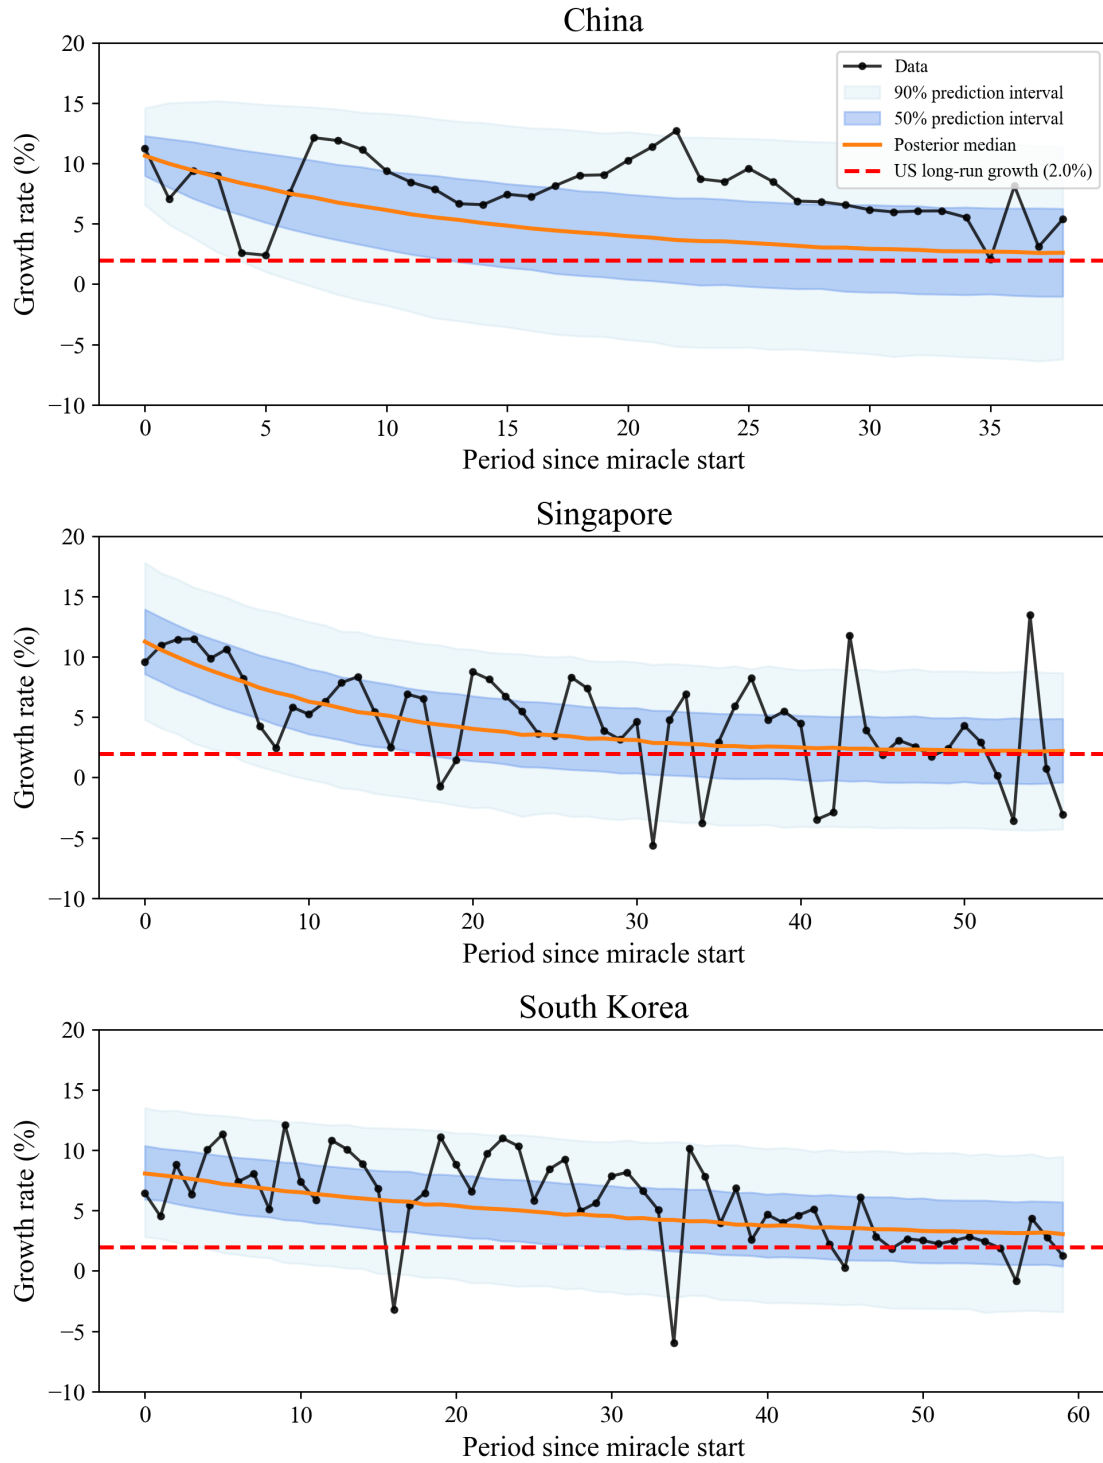 China
Growth rate (%)
20
15
10
5
0
−5
−10
Data
90% prediction interval
50% prediction interval
Posterior median
US long-run growth (2.0%)
0 5 10 15 20 25 30 35
Period since miracle start
Singapore
Growth rate (%)
20
15
10
5
0
−5
−10
0 10 20 30 40 50
Period since miracle start
South Korea
Growth rate (%)
20
15
10
5
0
−5
−10
0 10 20 30 40 50 60
Period since miracle start